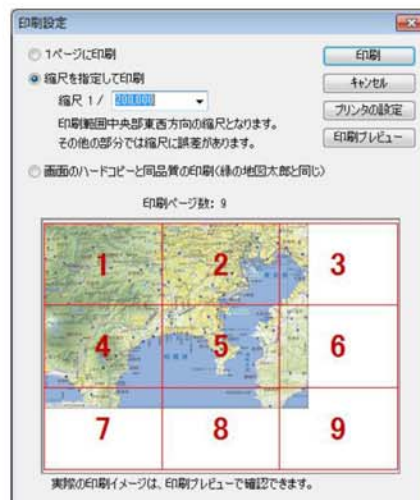 印刷設定
1ページに印刷
印刷
縮尺を指定して印刷
キャンセル
縮尺 1 / 200,000
プリンタの設定
印刷範囲中央部東西方向の縮尺となります。
その他の部分では縮尺に誤差があります。
印刷プレビュー
画面のハードコピーと同品質の印刷(緑の地図太郎と同じ)
印刷ページ数: 9
1 2 3
4 5 6
7 8 9
実際の印刷イメージは、印刷プレビューで確認できます。